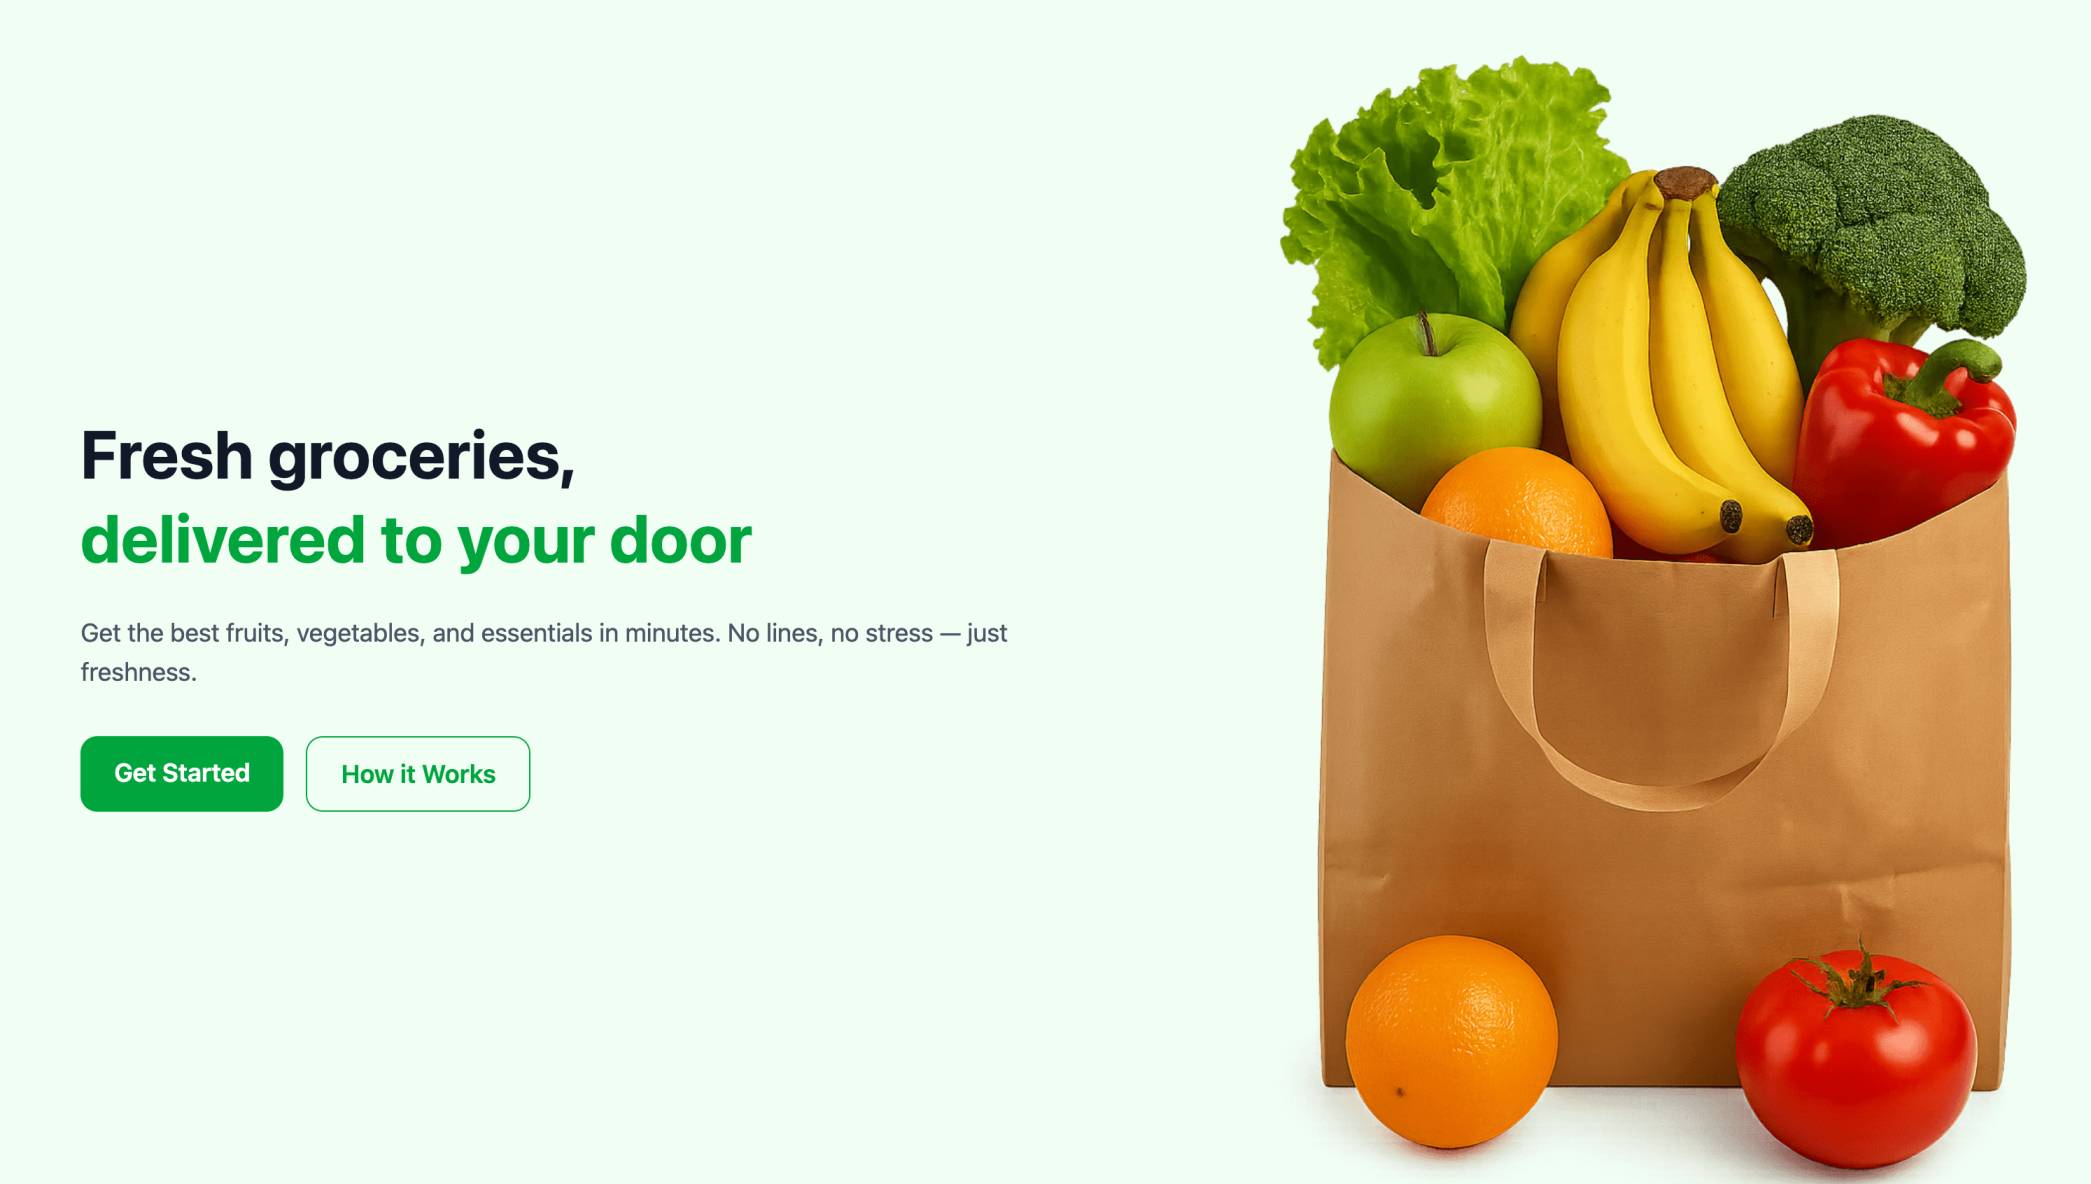 Fresh groceries,
delivered to your door
Get the best fruits, vegetables, and essentials in minutes. No lines, no stress — just
freshness.
Get Started
How it Works